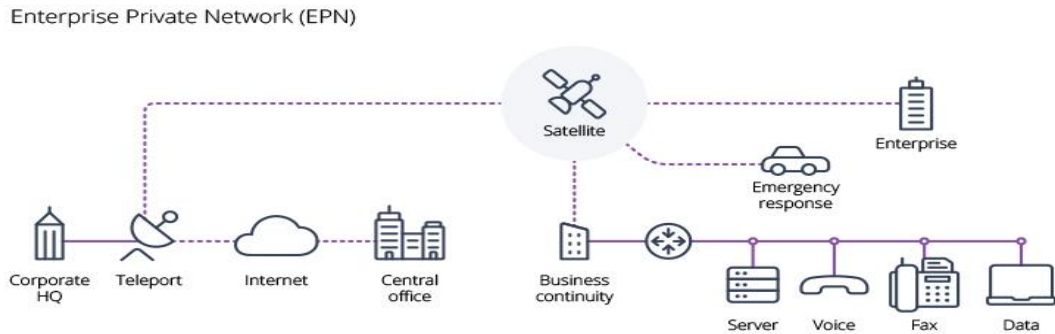 Enterprise Private Network (EPN)
Satellite
Enterprise
Emergency
response
Corporate
HQ
Teleport
Internet
Central
office
Business
continuity
Server
Voice
Fax
Data